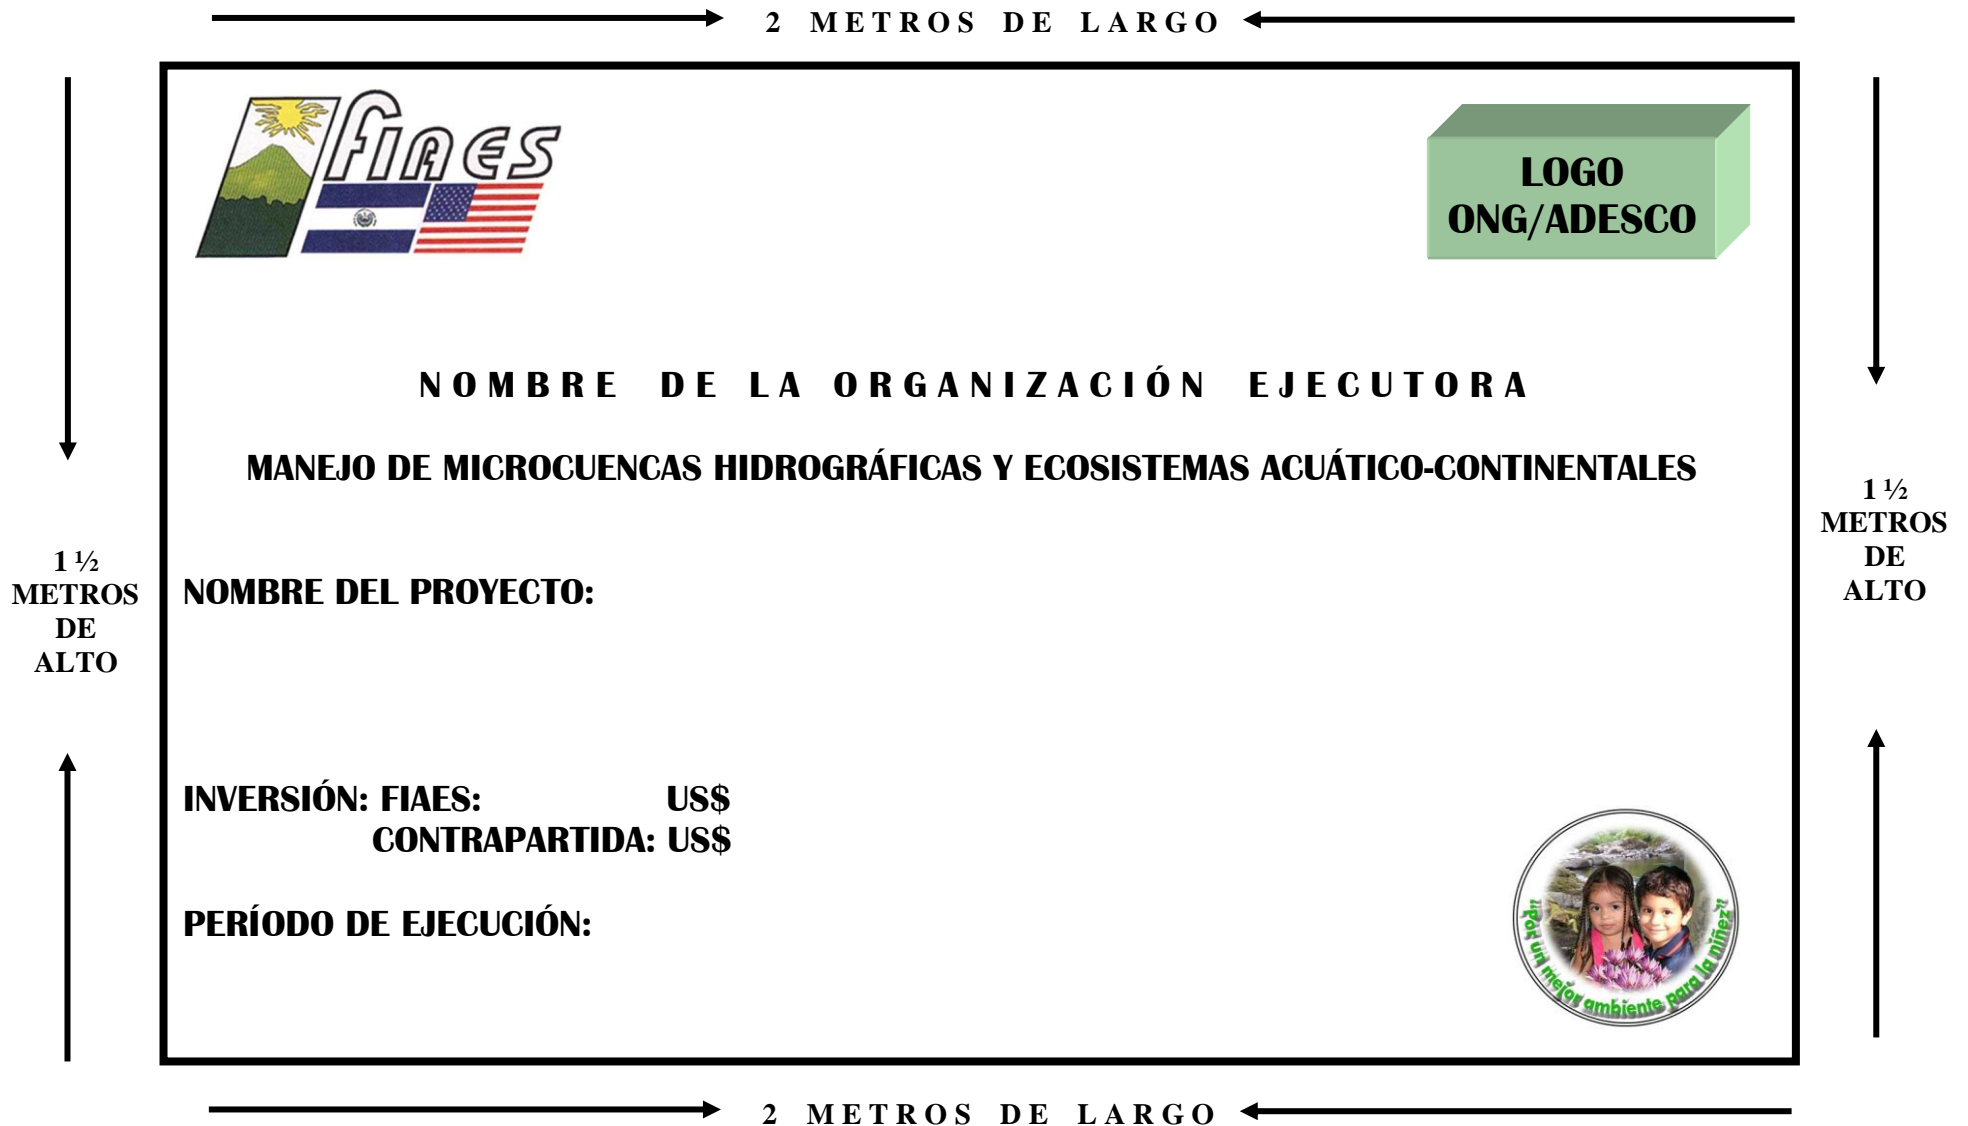 2 METROS DE LARGO
FIAES
LOGO
ONG/ADESCO
NOMBRE DE LA ORGANIZACIÓN EJECUTORA
MANEJO DE MICROCUENCAS HIDROGRÁFICAS Y ECOSISTEMAS ACUÁTICO-CONTINENTALES
1 ½
METROS
DE
ALTO
1 ½
METROS
DE
ALTO
NOMBRE DEL PROYECTO:
INVERSIÓN: FIAES: US$
CONTRAPARTIDA: US$
PERÍODO DE EJECUCIÓN:
"Por un mejor ambiente para la niñez"
2 METROS DE LARGO